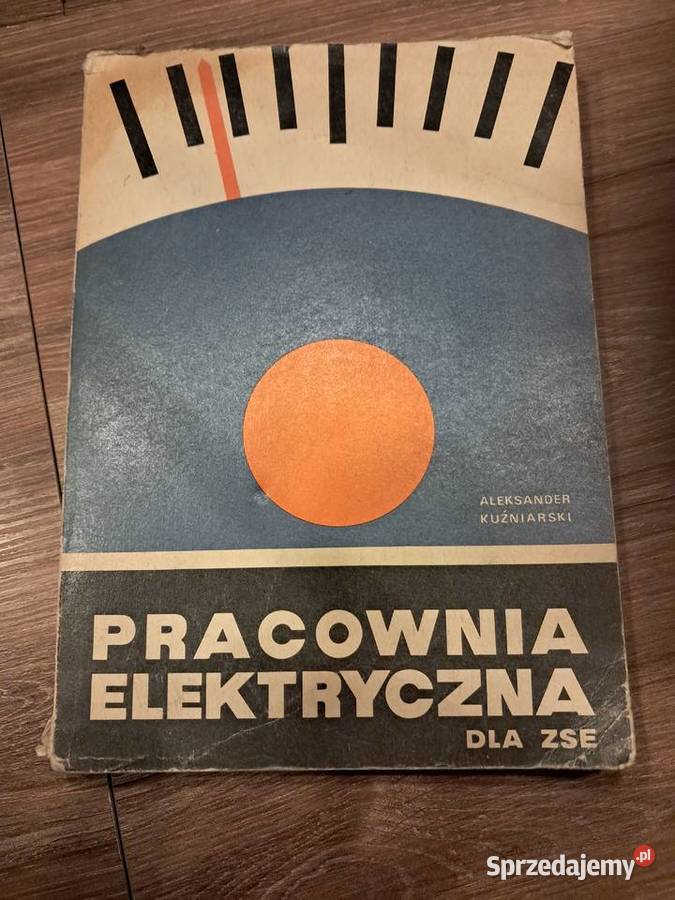 ALEKSANDER
KUŹNIARSKI
PRACOWNIA
ELEKTRYCZNA
DLA ZSE
Sprzedajemy.pl